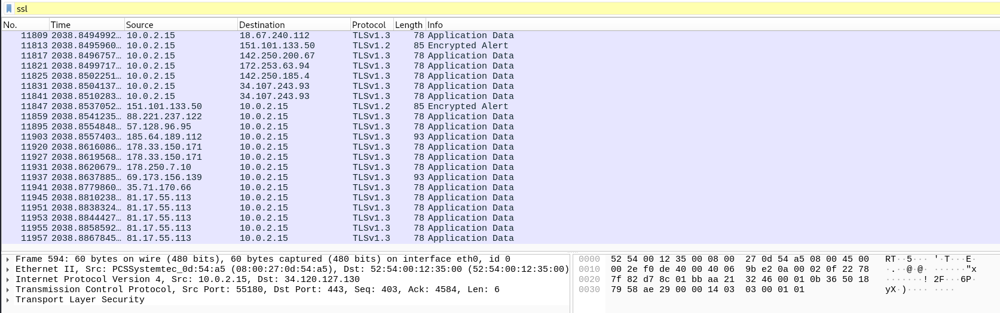 ssl
No. Time Source Destination Protocol Length Info
11809 2038.8494992… 10.0.2.15 18.67.240.112 TLSv1.3 78 Application Data
11813 2038.8495960… 10.0.2.15 151.101.133.50 TLSv1.2 85 Encrypted Alert
11817 2038.8496757… 10.0.2.15 142.250.200.67 TLSv1.3 78 Application Data
11821 2038.8499717… 10.0.2.15 172.253.63.94 TLSv1.3 78 Application Data
11825 2038.8502251… 10.0.2.15 142.250.185.4 TLSv1.3 78 Application Data
11831 2038.8504137… 10.0.2.15 34.107.243.93 TLSv1.3 78 Application Data
11841 2038.8510283… 10.0.2.15 34.107.243.93 TLSv1.3 78 Application Data
11847 2038.8537052… 151.101.133.50 10.0.2.15 TLSv1.2 85 Encrypted Alert
11859 2038.8541235… 88.221.237.122 10.0.2.15 TLSv1.3 78 Application Data
11895 2038.8554848… 57.128.96.95 10.0.2.15 TLSv1.3 78 Application Data
11903 2038.8557403… 185.64.189.112 10.0.2.15 TLSv1.3 93 Application Data
11920 2038.8616086… 178.33.150.171 10.0.2.15 TLSv1.3 78 Application Data
11927 2038.8619568… 178.33.150.171 10.0.2.15 TLSv1.3 78 Application Data
11931 2038.8620679… 178.250.7.10 10.0.2.15 TLSv1.3 78 Application Data
11937 2038.8637885… 69.173.156.139 10.0.2.15 TLSv1.3 93 Application Data
11941 2038.8779860… 35.71.170.66 10.0.2.15 TLSv1.3 78 Application Data
11945 2038.8810238… 81.17.55.113 10.0.2.15 TLSv1.3 78 Application Data
11951 2038.8838324… 81.17.55.113 10.0.2.15 TLSv1.3 78 Application Data
11953 2038.8844427… 81.17.55.113 10.0.2.15 TLSv1.3 78 Application Data
11955 2038.8858592… 81.17.55.113 10.0.2.15 TLSv1.3 78 Application Data
11957 2038.8867845… 81.17.55.113 10.0.2.15 TLSv1.3 78 Application Data
Frame 594: 60 bytes on wire (480 bits), 60 bytes captured (480 bits) on interface eth0, id 0
Ethernet II, Src: PCSSystemtec_0d:54:a5 (08:00:27:0d:54:a5), Dst: 52:54:00:12:35:00 (52:54:00:12:35:00)
Internet Protocol Version 4, Src: 10.0.2.15, Dst: 34.120.127.130
Transmission Control Protocol, Src Port: 55180, Dst Port: 443, Seq: 403, Ack: 4584, Len: 6
Transport Layer Security
0000 52 54 00 12 35 00 08 00 27 0d 54 a5 08 00 45 00 RT··5··· '·T···E·
0010 00 2e f0 de 40 00 40 06 9b e2 0a 00 02 0f 22 78 ·.··@·@· ······"x
0020 7f 82 d7 8c 01 bb aa 21 32 46 00 01 0b 36 50 18 ·······! 2F···6P·
0030 79 58 ae 29 00 00 14 03 03 00 01 01 yX·)···· ····